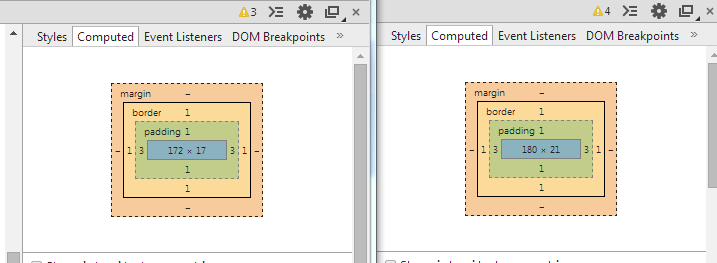 3
Styles Computed Event Listeners DOM Breakpoints »
margin –
border 1
padding 1
– 1 3 172 × 17 3 1 –
1
1
–
4
Styles Computed Event Listeners DOM Breakpoints »
margin –
border 1
padding 1
– 1 3 180 × 21 3 1 –
1
1
–